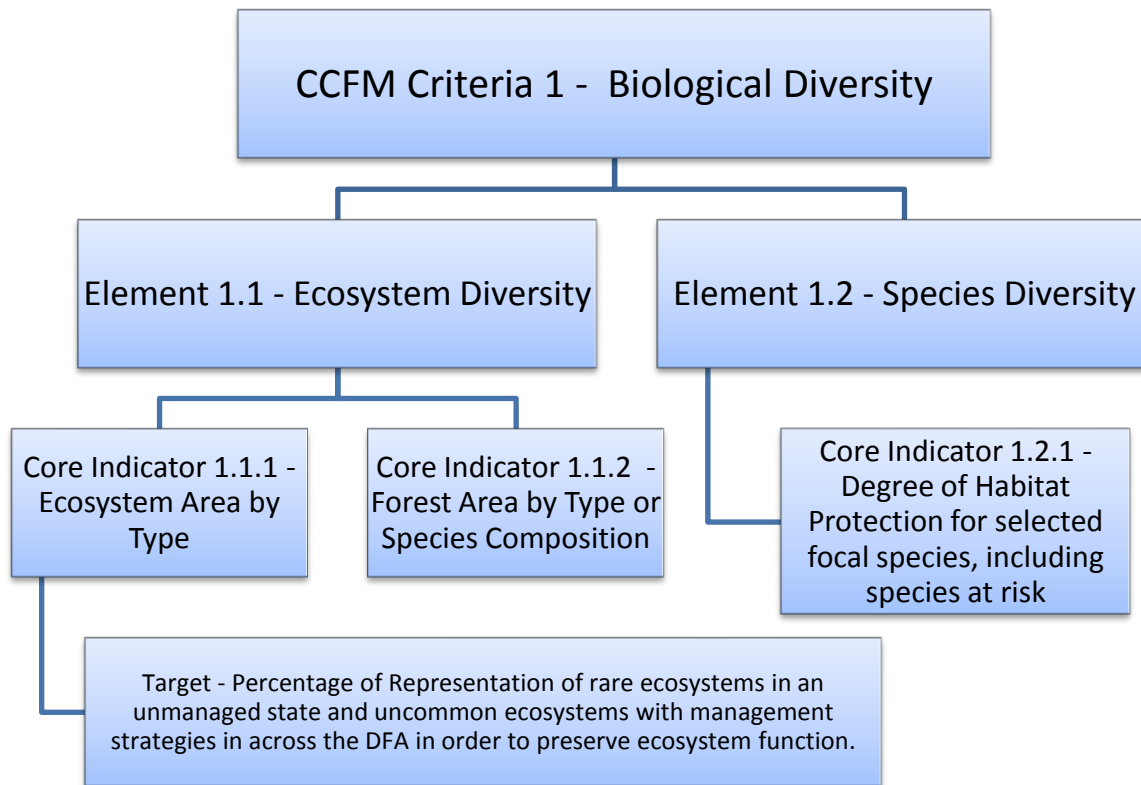 CCFM Criteria 1 - Biological Diversity
Element 1.1 - Ecosystem Diversity
Element 1.2 - Species Diversity
Core Indicator 1.1.1 -
Ecosystem Area by
Type
Core Indicator 1.1.2 -
Forest Area by Type or
Species Composition
Core Indicator 1.2.1 -
Degree of Habitat
Protection for selected
focal species, including
species at risk
Target - Percentage of Representation of rare ecosystems in an
unmanaged state and uncommon ecosystems with management
strategies in across the DFA in order to preserve ecosystem function.